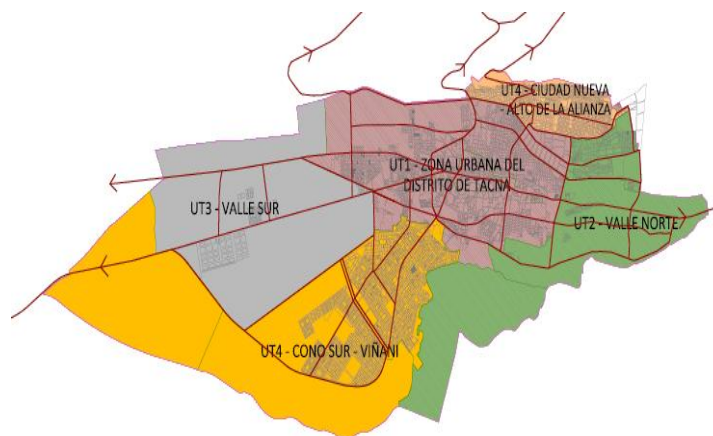 UT4 - CIUDAD NUEVA
- ALTO DE LA ALIANZA
UT1 - ZONA URBANA DEL
DISTRITO DE TACNA
UT3 - VALLE SUR
UT2 - VALLE NORTE
UT4 - CONO SUR - VIÑANI